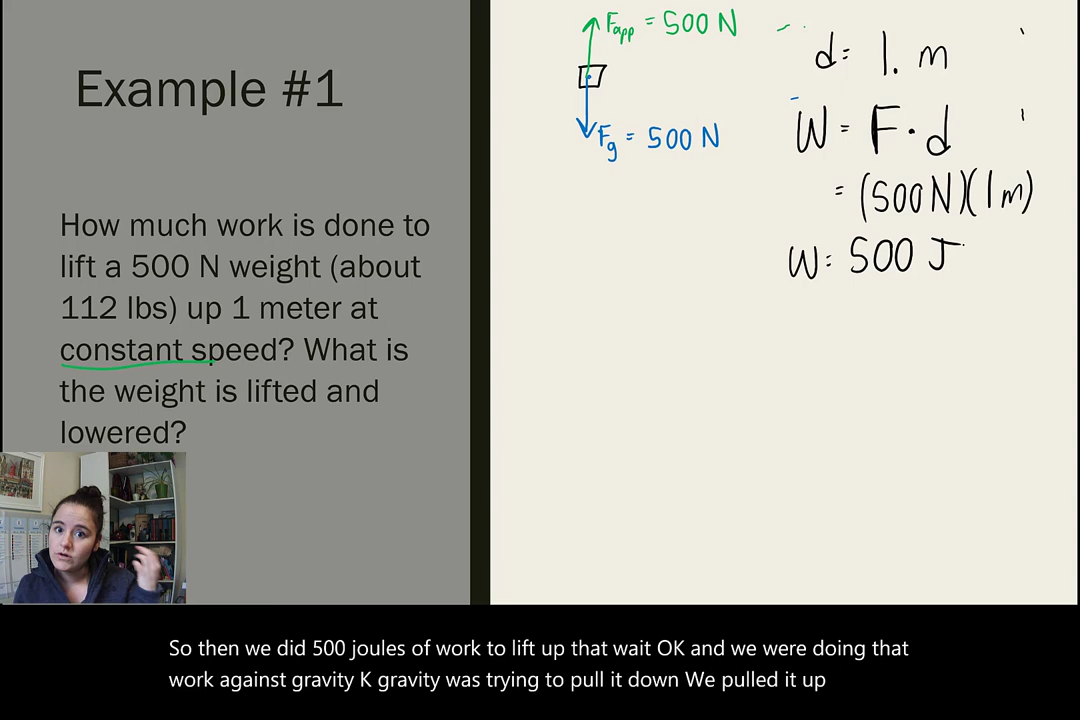 Example #1
How much work is done to
lift a 500 N weight (about
112 lbs) up 1 meter at
constant speed? What is
the weight is lifted and
lowered?
Fapp = 500 N
Fg = 500 N
d = 1. m
W = F · d
= (500 N)(1 m)
W = 500 J
So then we did 500 joules of work to lift up that wait OK and we were doing that
work against gravity K gravity was trying to pull it down We pulled it up